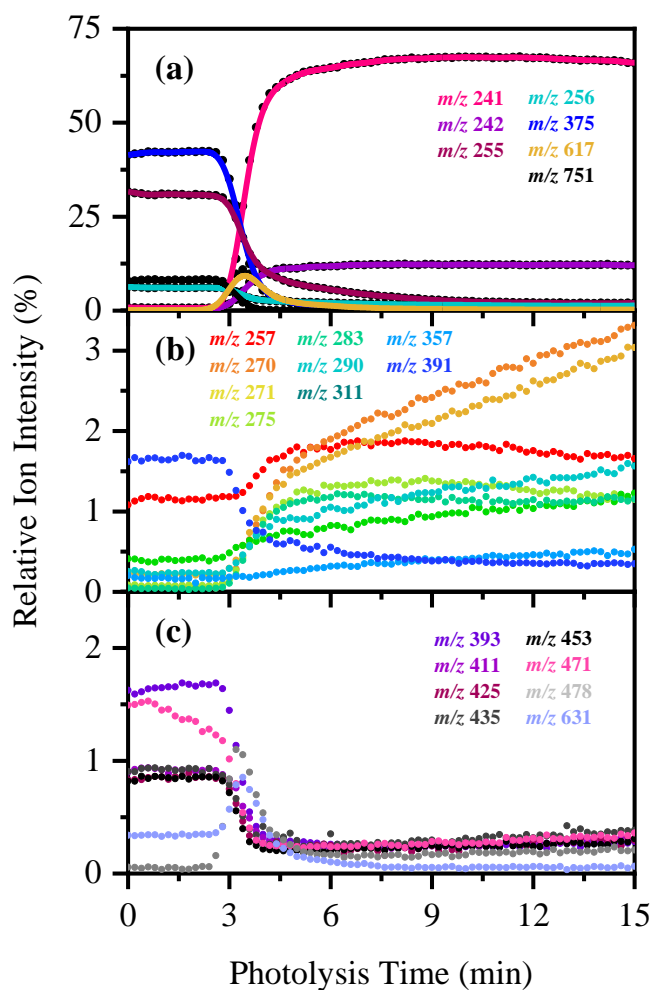 Relative Ion Intensity (%)
(a)
75
50
25
0
m/z 241
m/z 242
m/z 255
m/z 256
m/z 375
m/z 617
m/z 751
(b)
3
2
1
0
m/z 257
m/z 270
m/z 271
m/z 275
m/z 283
m/z 290
m/z 311
m/z 357
m/z 391
(c)
2
1
0
m/z 393
m/z 411
m/z 425
m/z 435
m/z 453
m/z 471
m/z 478
m/z 631
0 3 6 9 12 15
Photolysis Time (min)